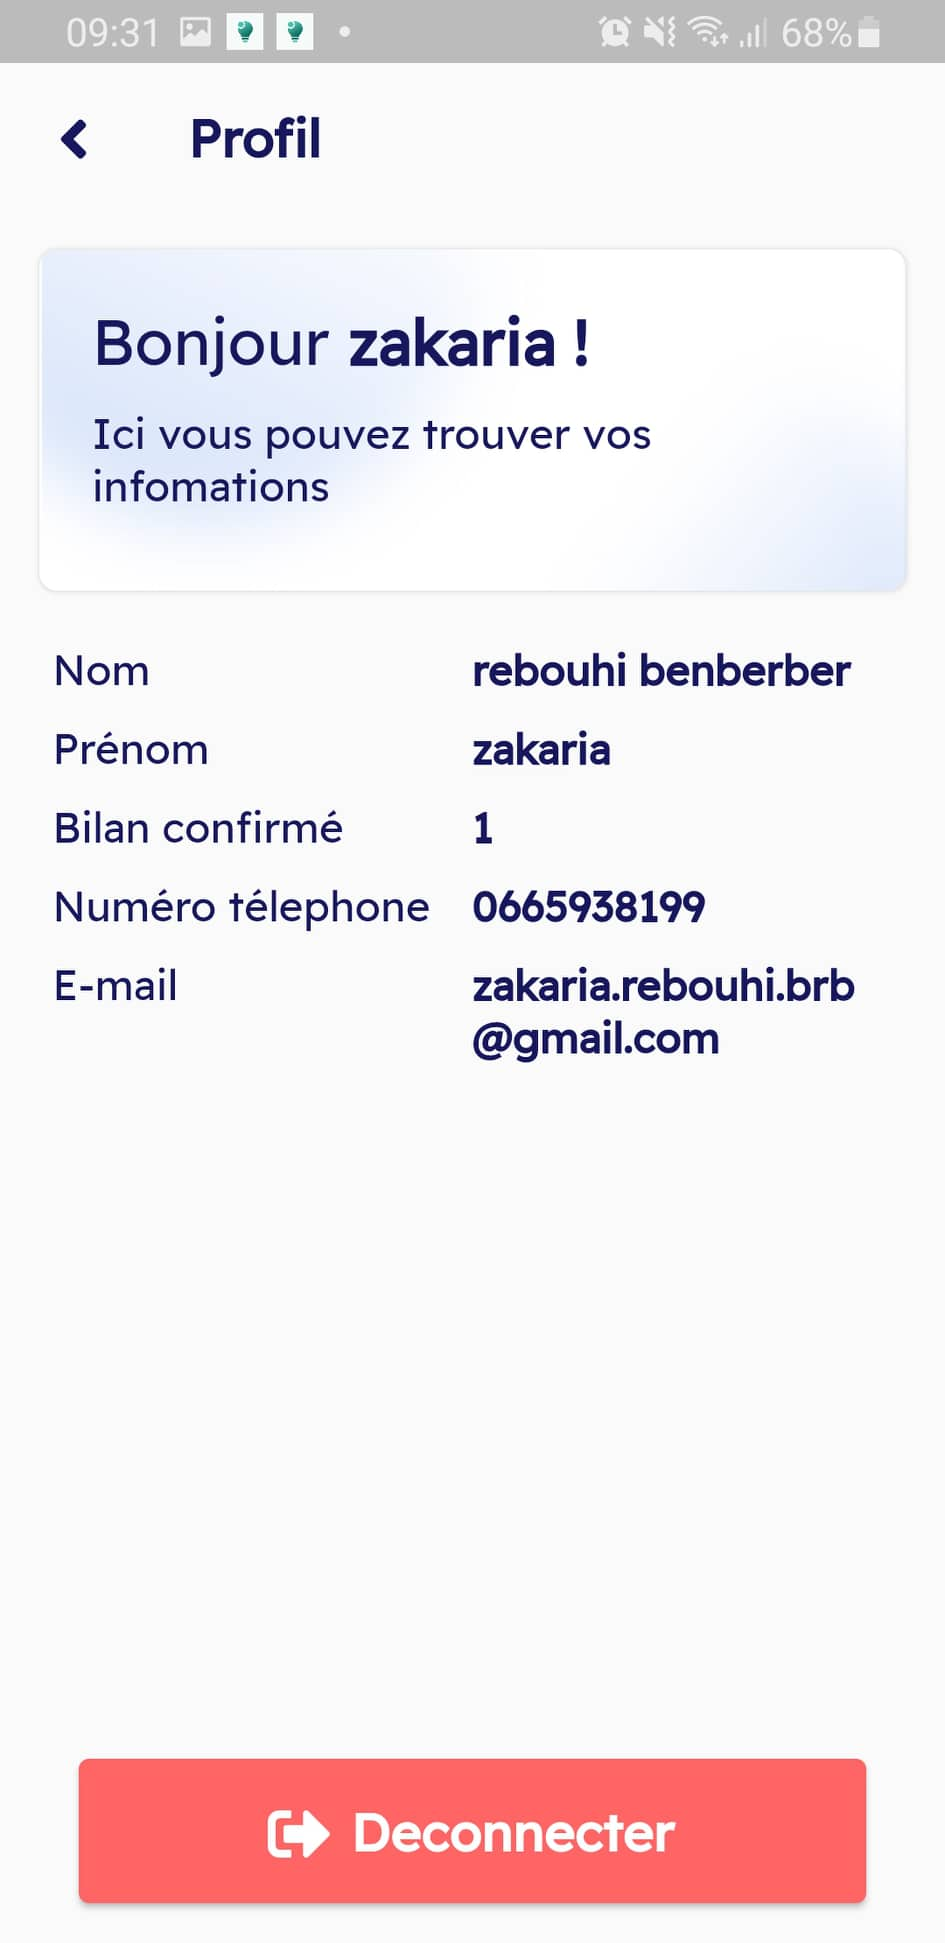 09:31 68%
Profil
Bonjour zakaria !
Ici vous pouvez trouver vos
infomations
Nom rebouhi benberber
Prénom zakaria
Bilan confirmé 1
Numéro télephone 0665938199
E-mail zakaria.rebouhi.brb
@gmail.com
Deconnecter